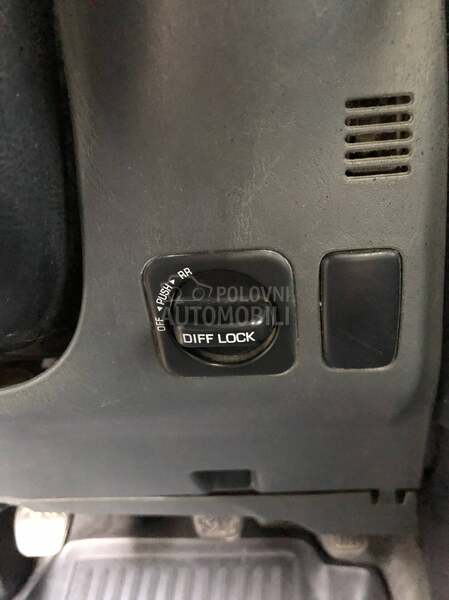 OFF ◂ PUSH ▸ RR
POLOVNI
AUTOMOBILI
DIFF LOCK